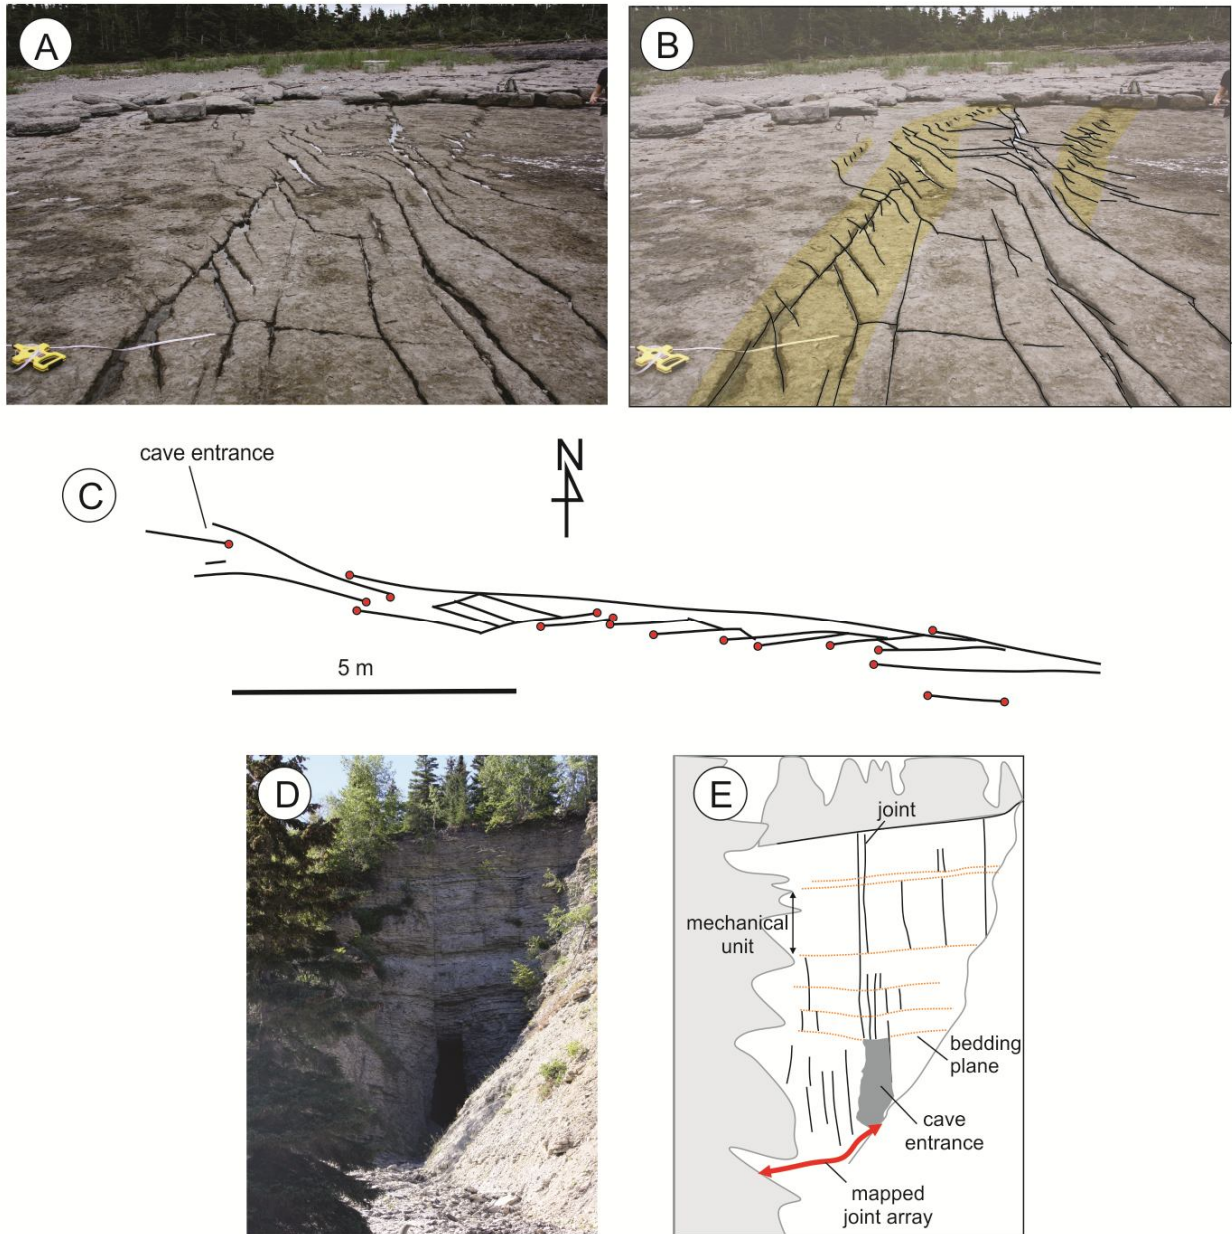 A
B
cave entrance
N
C
5 m
D
E
joint
mechanical
unit
bedding
plane
cave
entrance
mapped
joint array